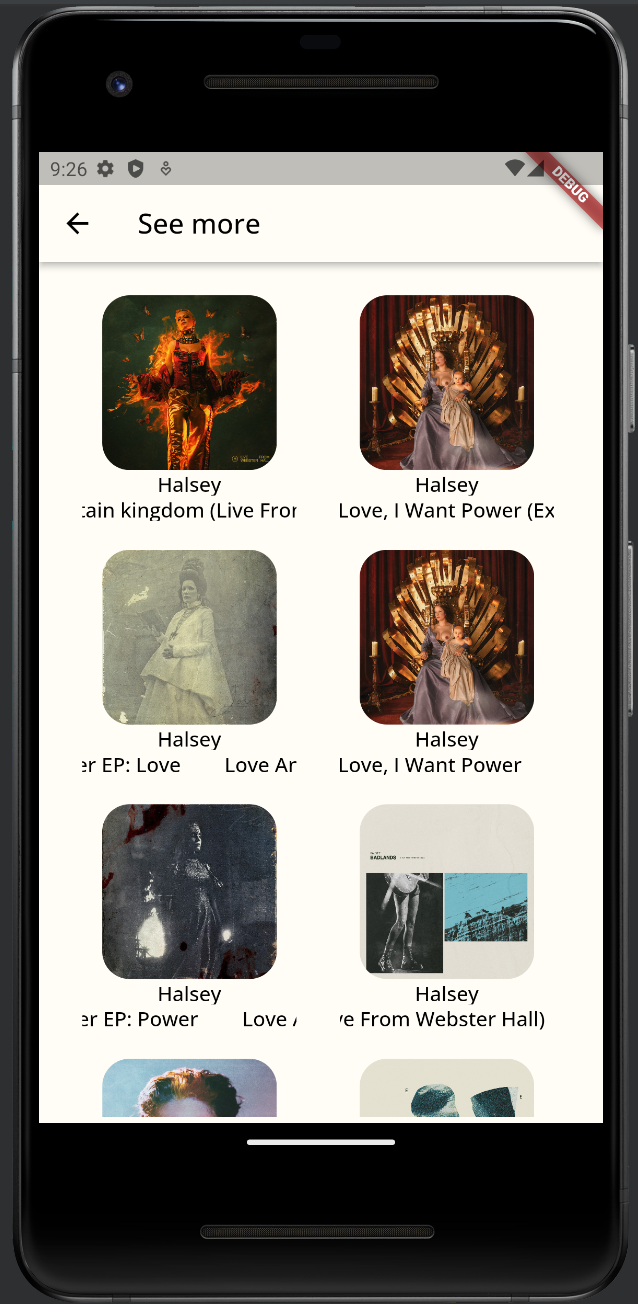 9:26
DEBUG
See more
Halsey
Halsey
tain kingdom (Live Fror
Love, I Want Power (Ex
Halsey
Halsey
er EP: Love Love Ar
Love, I Want Power
BADLANDS
Halsey
Halsey
er EP: Power Love A
ve From Webster Hall)